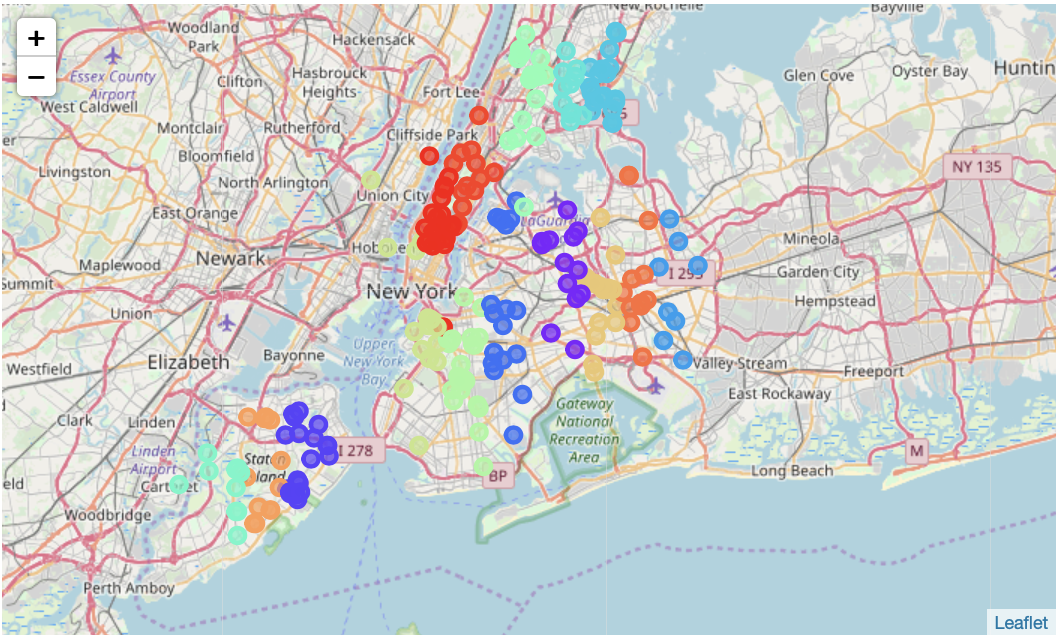 New Rochelle
Bayville
+
−
Woodland
Park
Hackensack
Essex County
Airport
Clifton
Hasbrouck
Heights
Fort Lee
Glen Cove
Oyster Bay
Huntin
West Caldwell
Montclair
Rutherford
Cliffside Park
Bloomfield
Livingston
North Arlington
Union City
NY 135
East Orange
LaGuardia
Mineola
Hoboken
Newark
Maplewood
I 295
Garden City
Summit
New York
Hempstead
Union
Upper
New York
Bay
Elizabeth
Bayonne
Westfield
Valley Stream
Freeport
East Rockaway
Clark
Linden
Gateway
National
Recreation
Area
I 278
Linden
Airport
Staten
Island
Carteret
BP
M
Long Beach
Woodbridge
Perth Amboy
Leaflet